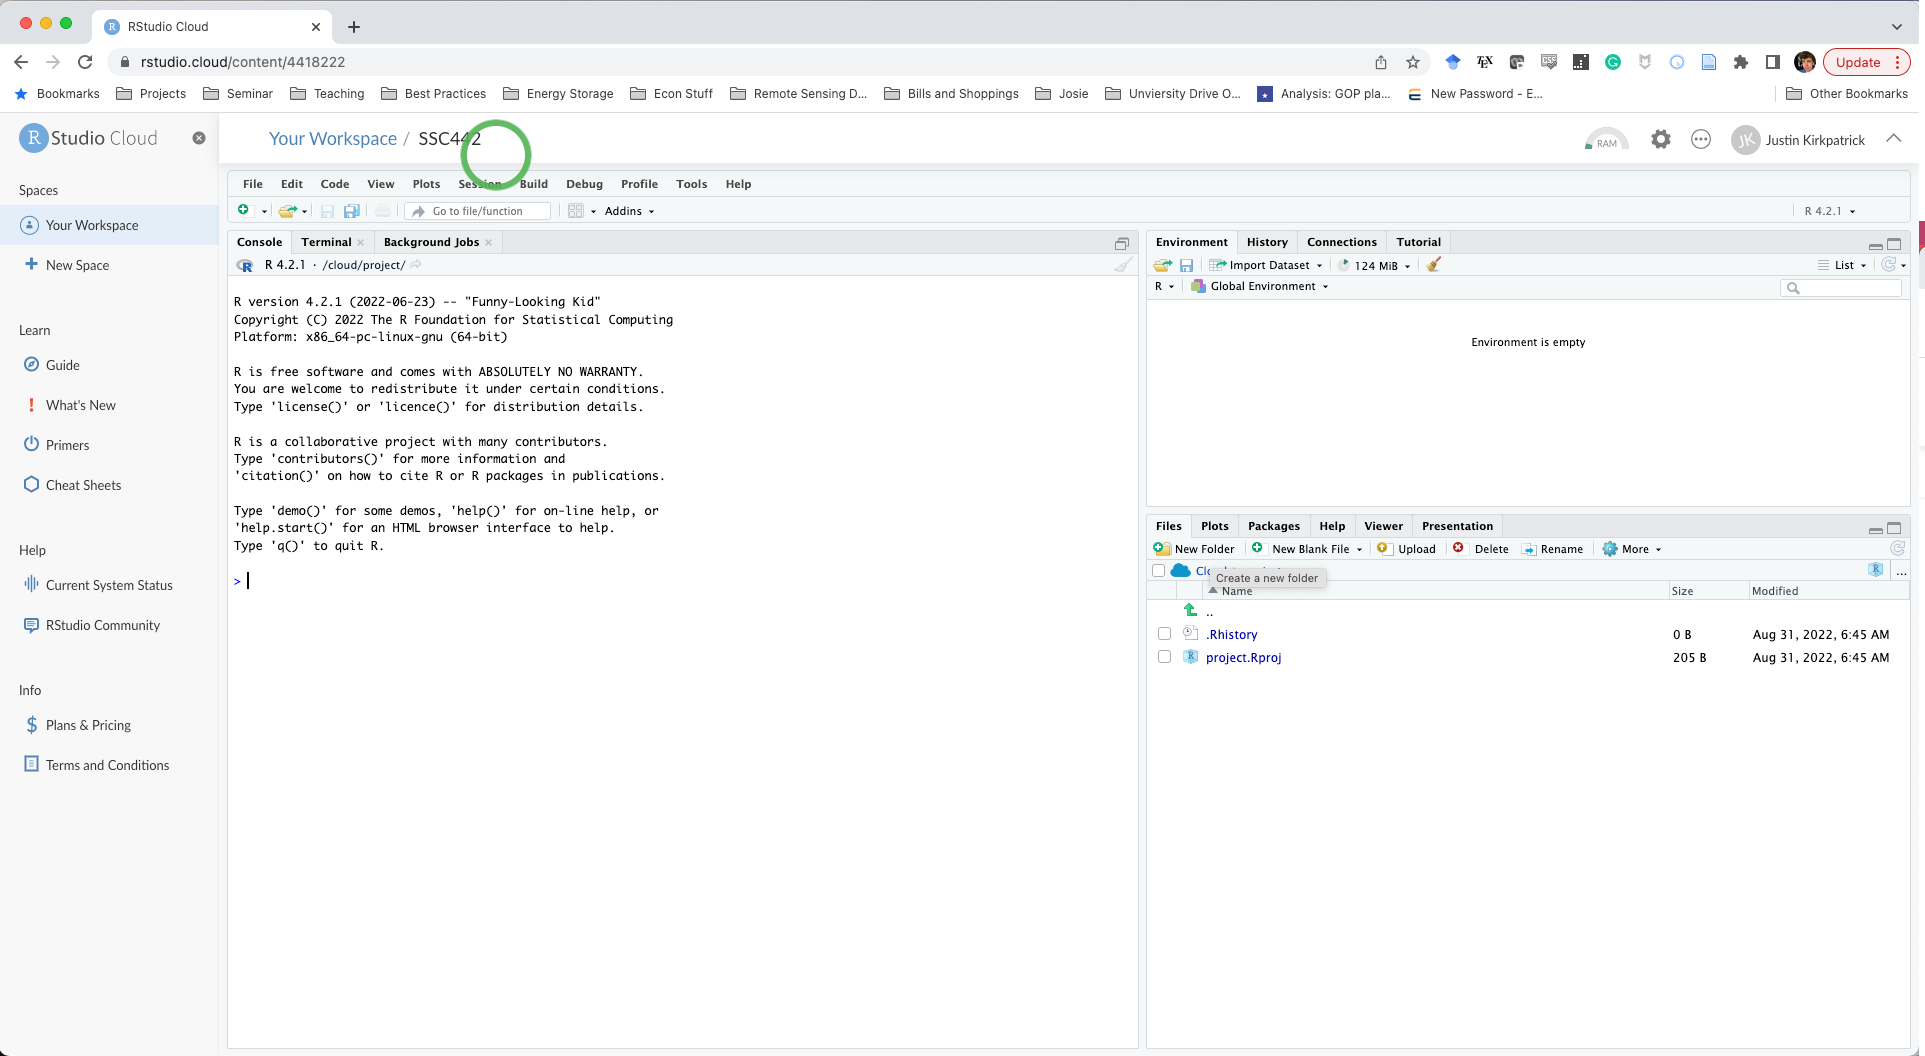 RStudio Cloud
rstudio.cloud/content/4418222
Update
Bookmarks Projects Seminar Teaching Best Practices Energy Storage Econ Stuff Remote Sensing D... Bills and Shoppings Josie Unviersity Drive O... Analysis: GOP pla... New Password - E... Other Bookmarks
R Studio Cloud
Your Workspace / SSC442
RAM
JK Justin Kirkpatrick
Spaces
Your Workspace
New Space
Learn
Guide
What's New
Primers
Cheat Sheets
Help
Current System Status
RStudio Community
Info
Plans & Pricing
Terms and Conditions
File Edit Code View Plots Session Build Debug Profile Tools Help
Go to file/function Addins R 4.2.1
Console Terminal Background Jobs
R 4.2.1 · /cloud/project/
R version 4.2.1 (2022-06-23) -- "Funny-Looking Kid"
Copyright (C) 2022 The R Foundation for Statistical Computing
Platform: x86_64-pc-linux-gnu (64-bit)
R is free software and comes with ABSOLUTELY NO WARRANTY.
You are welcome to redistribute it under certain conditions.
Type 'license()' or 'licence()' for distribution details.
R is a collaborative project with many contributors.
Type 'contributors()' for more information and
'citation()' on how to cite R or R packages in publications.
Type 'demo()' for some demos, 'help()' for on-line help, or
'help.start()' for an HTML browser interface to help.
Type 'q()' to quit R.
>
Environment History Connections Tutorial
Import Dataset 124 MiB List
R Global Environment
Environment is empty
Files Plots Packages Help Viewer Presentation
New Folder New Blank File Upload Delete Rename More
Create a new folder
...
Name Size Modified
..
.Rhistory 0 B Aug 31, 2022, 6:45 AM
project.Rproj 205 B Aug 31, 2022, 6:45 AM